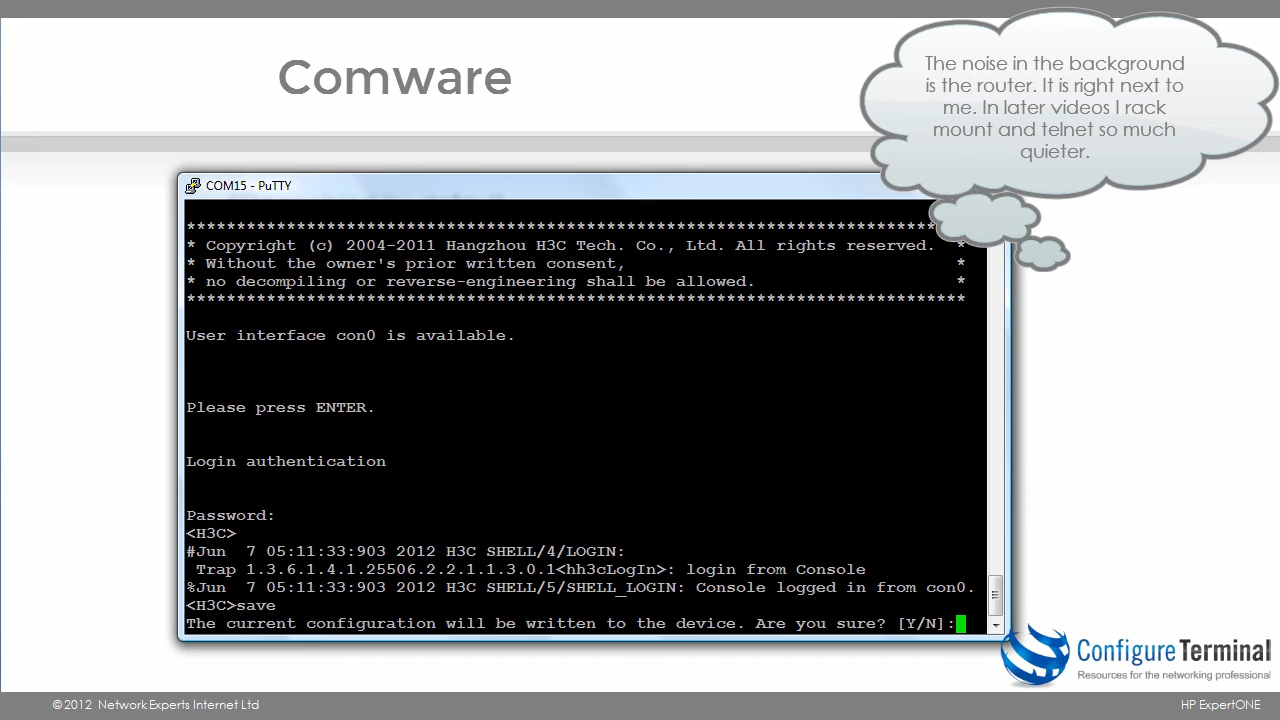 Comware
The noise in the background
is the router. It is right next to
me. In later videos I rack
mount and telnet so much
quieter.
COM15 - PuTTY
******************************************************************************
* Copyright (c) 2004-2011 Hangzhou H3C Tech. Co., Ltd. All rights reserved.  *
* Without the owner's prior written consent,                                 *
* no decompiling or reverse-engineering shall be allowed.                    *
******************************************************************************
User interface con0 is available.
Please press ENTER.
Login authentication
Password:
<H3C>
#Jun  7 05:11:33:903 2012 H3C SHELL/4/LOGIN:
 Trap 1.3.6.1.4.1.25506.2.2.1.1.3.0.1<hh3cLogIn>: login from Console
%Jun  7 05:11:33:903 2012 H3C SHELL/5/SHELL_LOGIN: Console logged in from con0.
<H3C>save
The current configuration will be written to the device. Are you sure? [Y/N]:
Configure Terminal
Resources for the networking professional
©2012 Network Experts Internet Ltd
HP ExpertONE